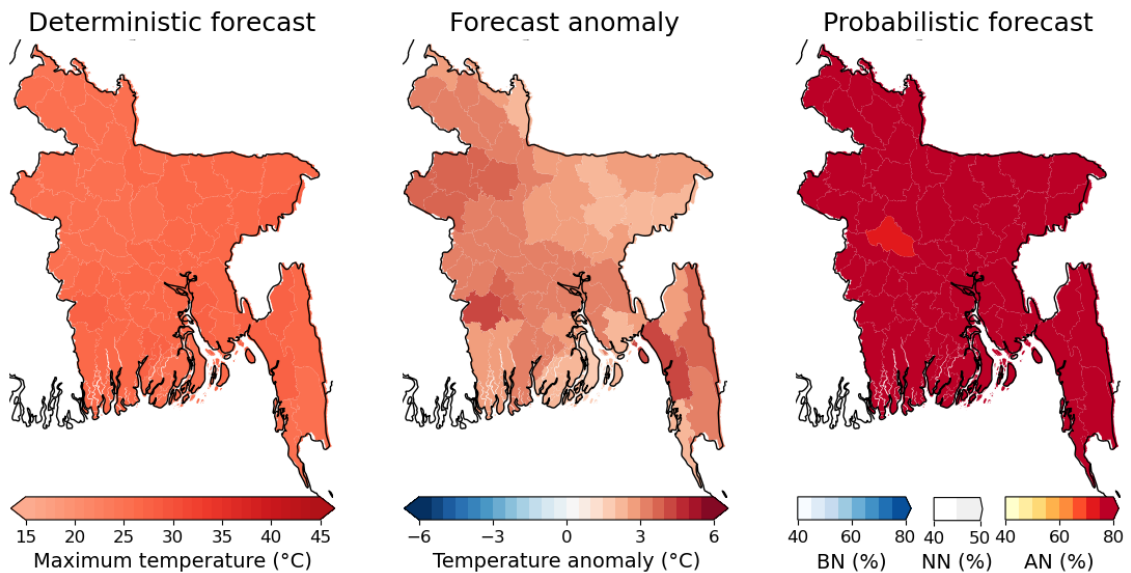 Deterministic forecast
Forecast anomaly
Probabilistic forecast
15 20 25 30 35 40 45
Maximum temperature (°C)
−6 −3 0 3 6
Temperature anomaly (°C)
40 60 80
BN (%)
40 50
NN (%)
40 60 80
AN (%)